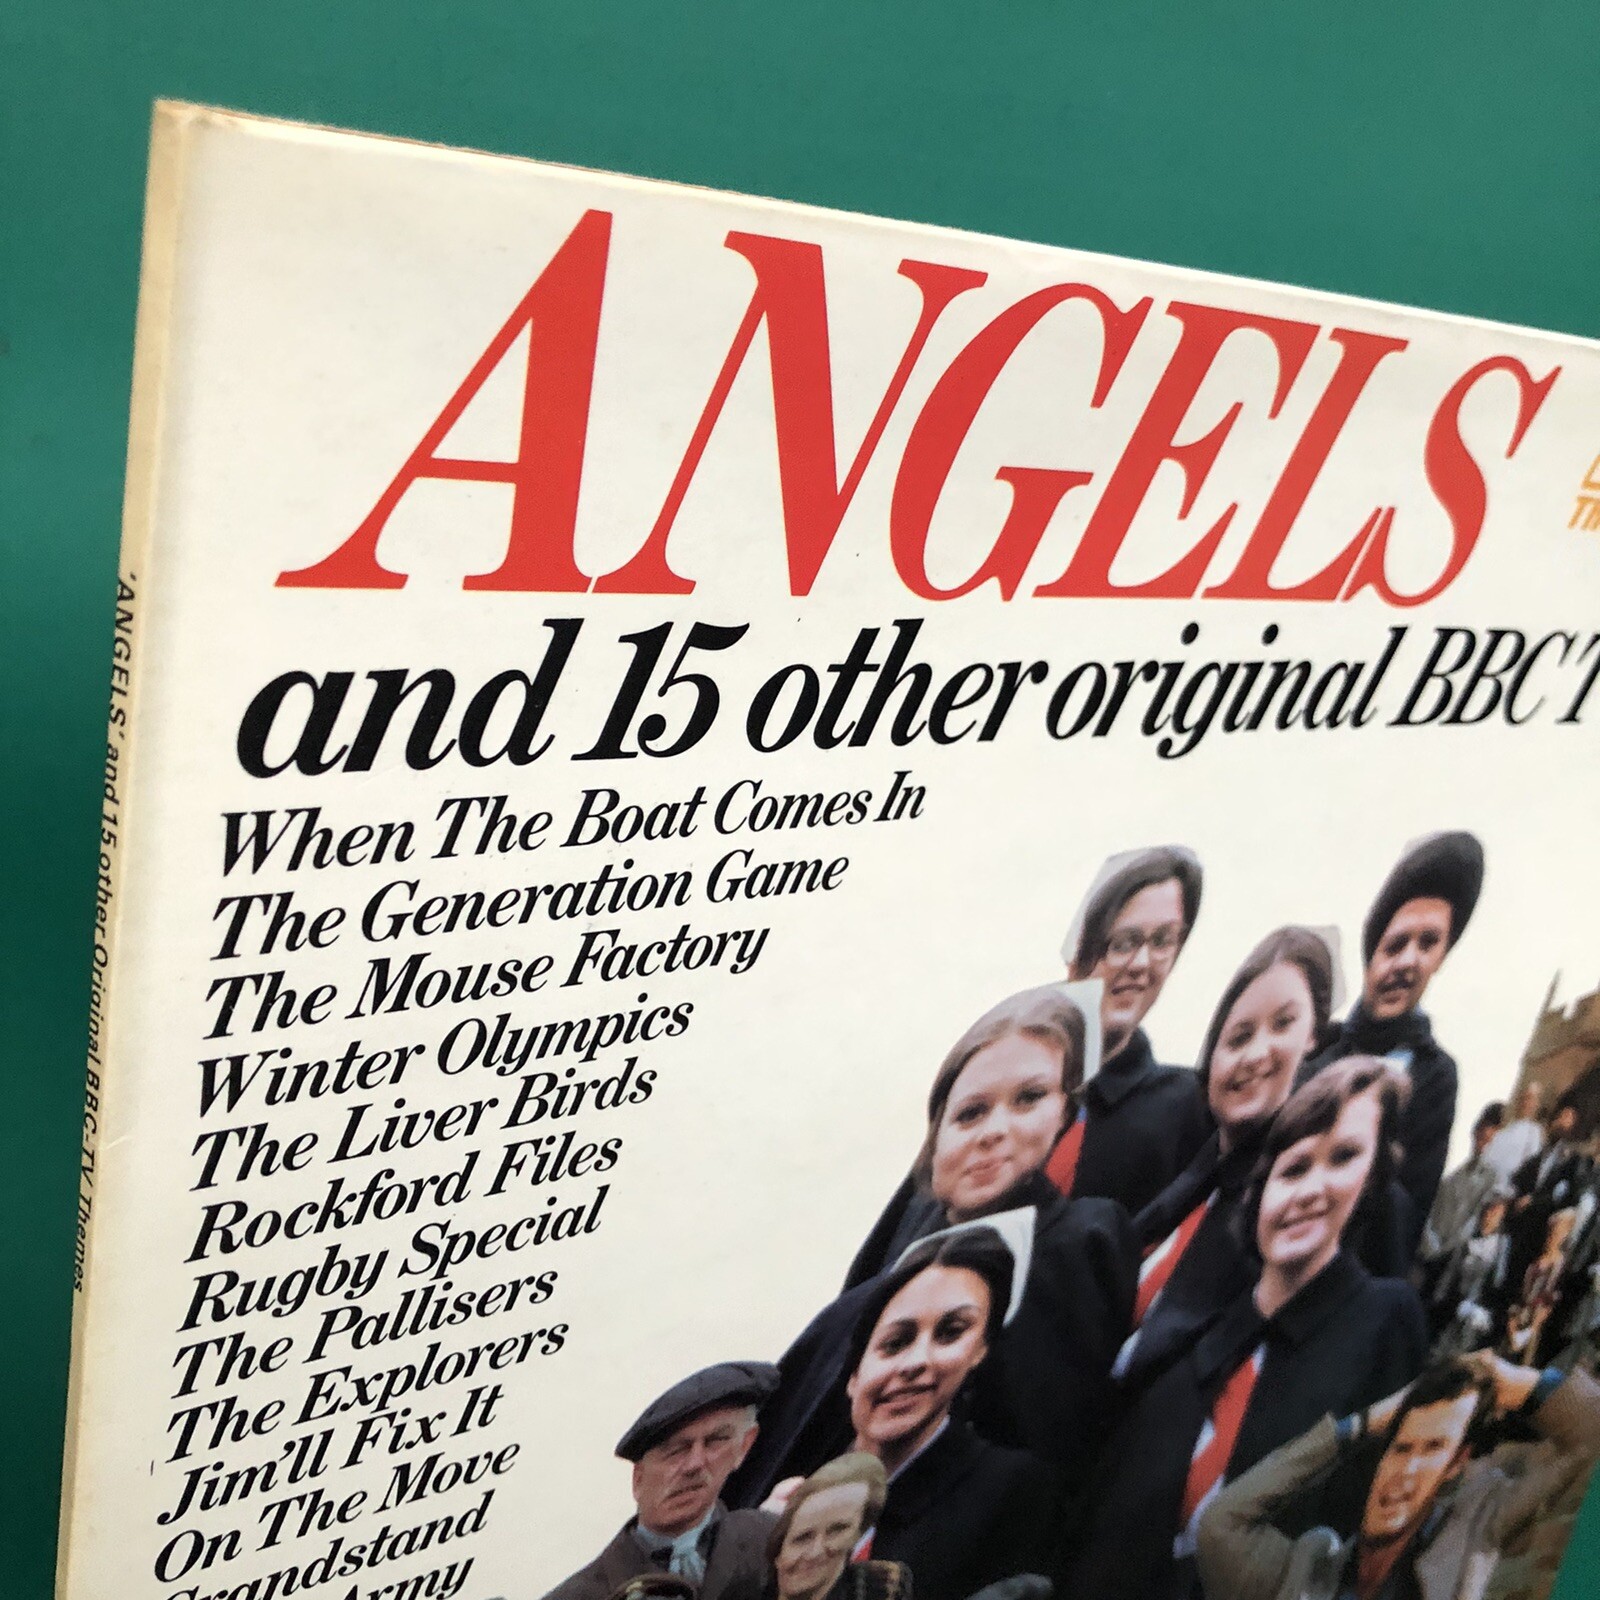 ANGELS
and 15 other original BBC T
When The Boat Comes In
The Generation Game
The Mouse Factory
Winter Olympics
The Liver Birds
Rockford Files
Rugby Special
The Pallisers
The Explorers
Jim'll Fix It
On The Move
Grandstand
Army
'ANGELS' and 15 other Original BBC-TV Themes